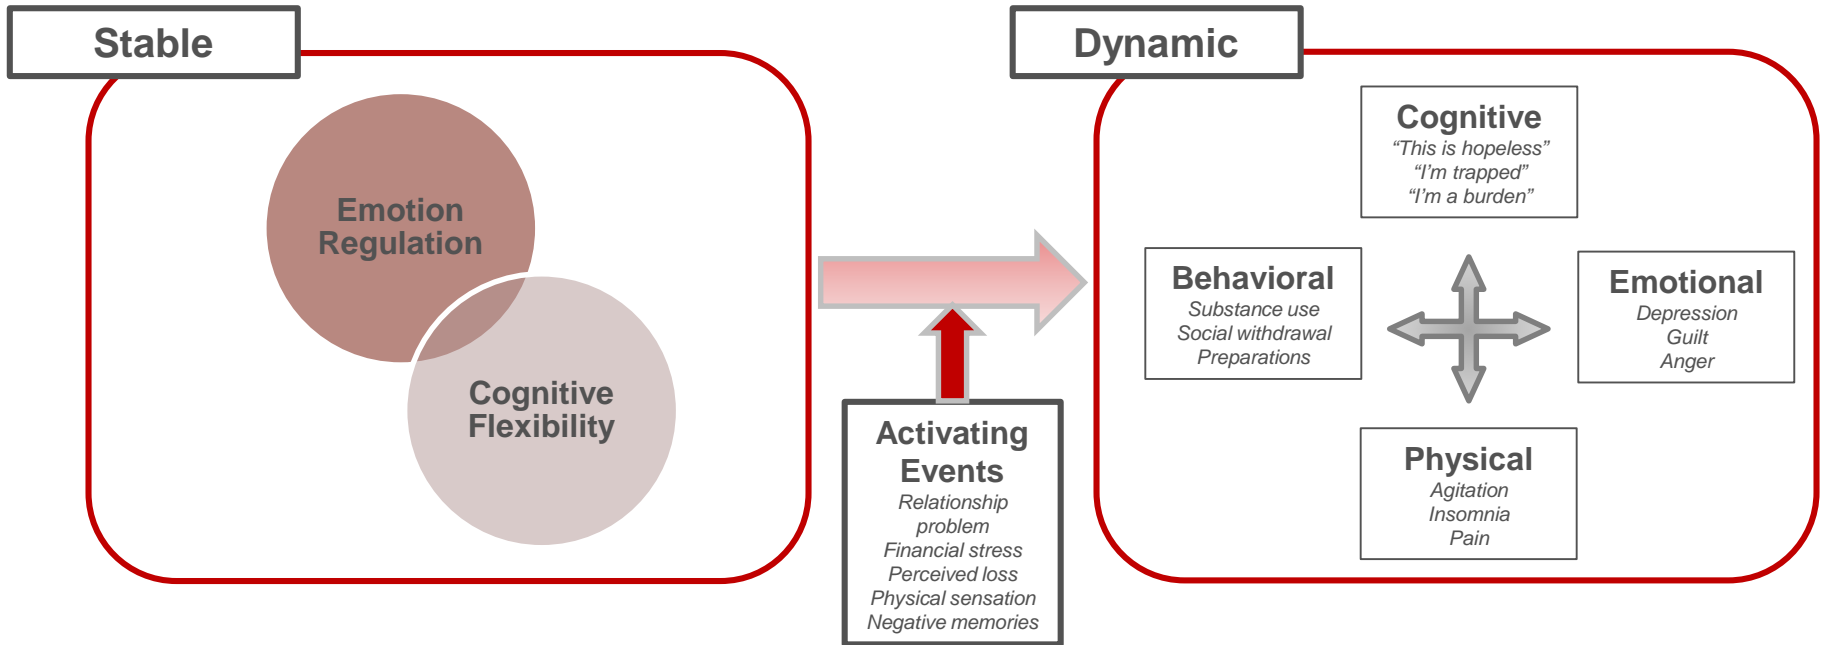 Stable
Emotion
Regulation
Cognitive
Flexibility
Activating
Events
Relationship
problem
Financial stress
Perceived loss
Physical sensation
Negative memories
Dynamic
Cognitive
“This is hopeless”
“I’m trapped”
“I’m a burden”
Behavioral
Substance use
Social withdrawal
Preparations
Emotional
Depression
Guilt
Anger
Physical
Agitation
Insomnia
Pain